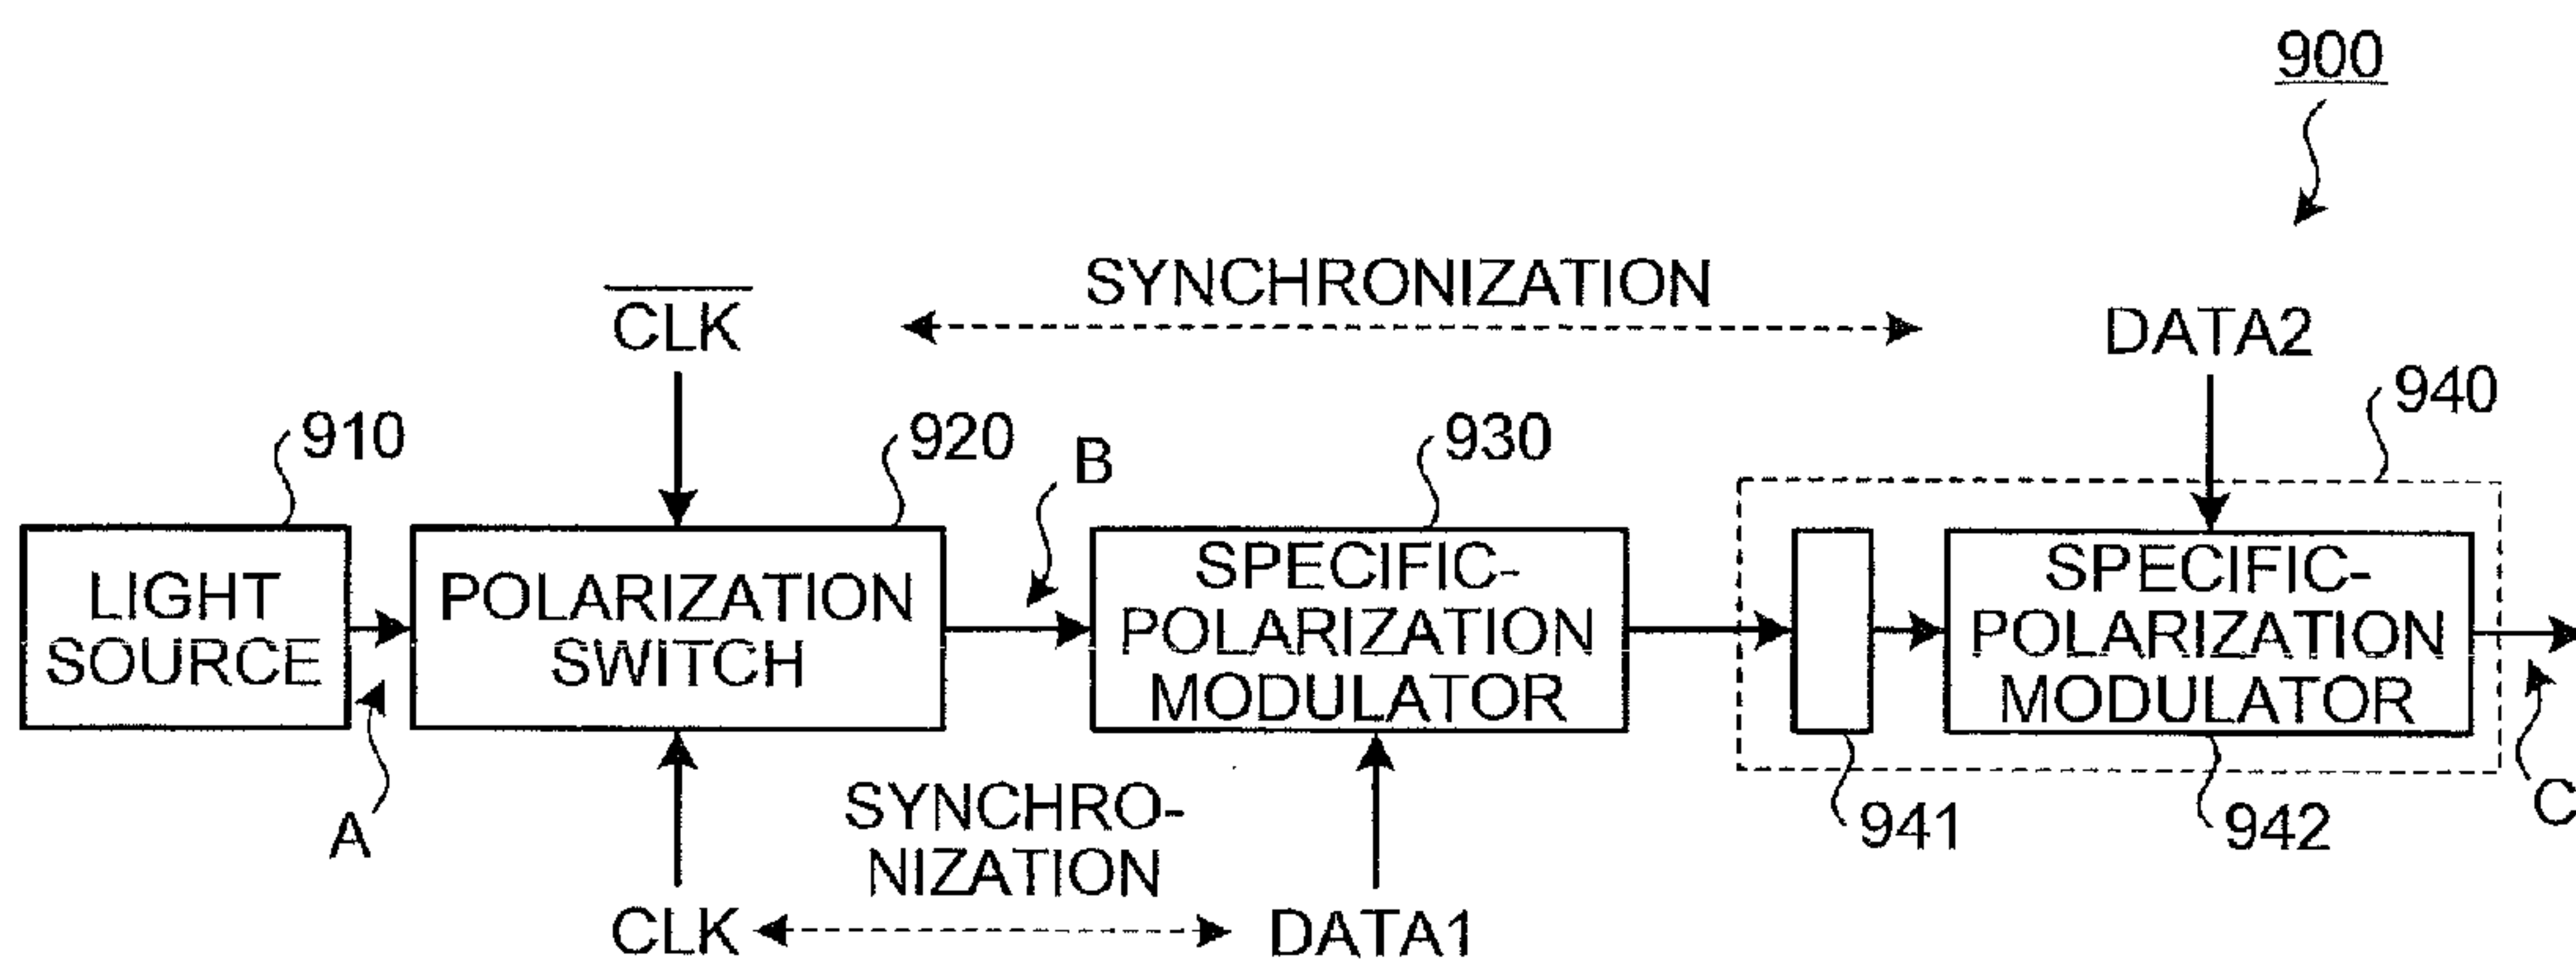 900
SYNCHRONIZATION
CLK
DATA2
940
910
920
B
930
LIGHT
SOURCE
POLARIZATION
SWITCH
SPECIFIC-
POLARIZATION
MODULATOR
SPECIFIC-
POLARIZATION
MODULATOR
A
SYNCHRO-
NIZATION
941
942
C
CLK
DATA1